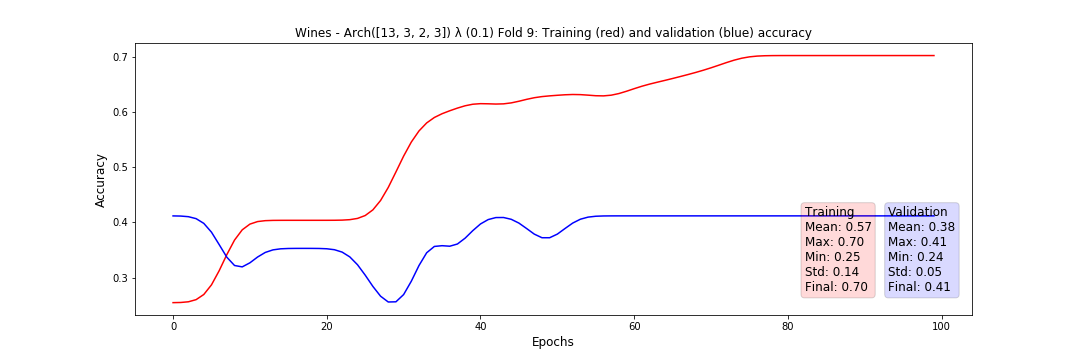 Wines - Arch([13, 3, 2, 3]) λ (0.1) Fold 9: Training (red) and validation (blue) accuracy
Accuracy
0.7
0.6
0.5
0.4
0.3
Training
Mean: 0.57
Max: 0.70
Min: 0.25
Std: 0.14
Final: 0.70
Validation
Mean: 0.38
Max: 0.41
Min: 0.24
Std: 0.05
Final: 0.41
0 20 40 60 80 100
Epochs